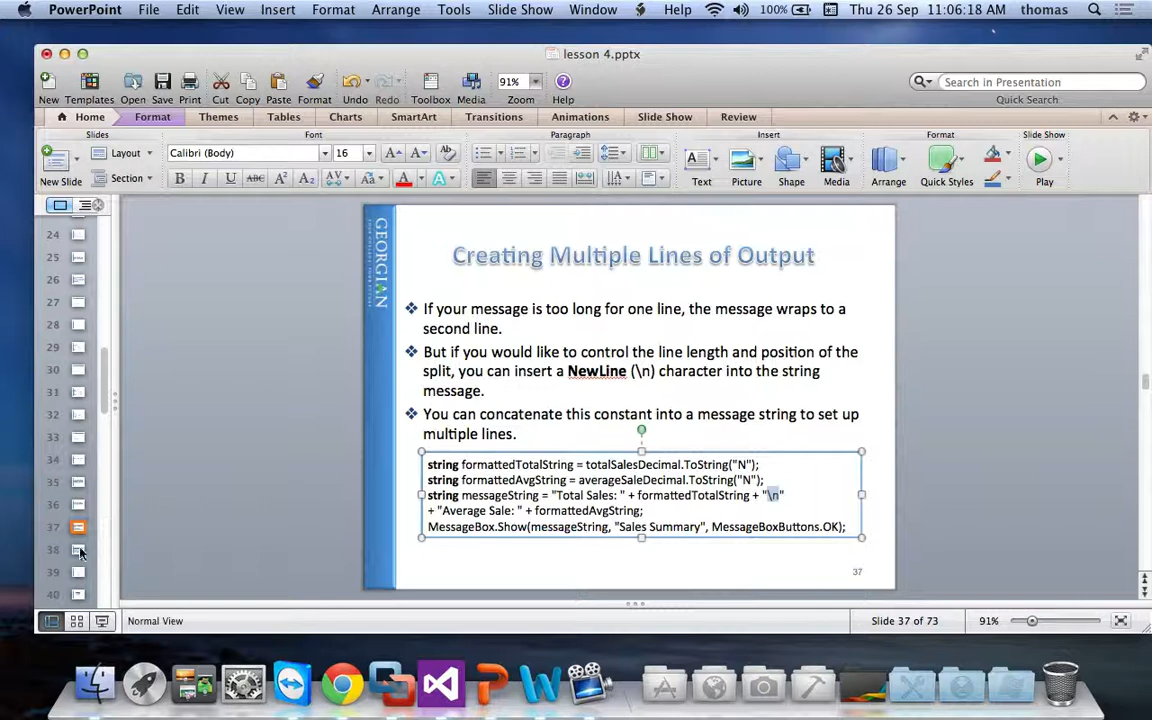 PowerPoint File Edit View Insert Format Arrange Tools Slide Show Window Help 100% Thu 26 Sep 11:06:18 AM thomas
lesson 4.pptx
New Templates Open Save Print Cut Copy Paste Format Undo Redo Toolbox Media 91% Zoom Help
Search in Presentation
Quick Search
Home Format Themes Tables Charts SmartArt Transitions Animations Slide Show Review
Slides Font Paragraph Insert Format Slide Show
New Slide Layout Section Calibri (Body) 16 Text Picture Shape Media Arrange Quick Styles Play
B I U ABC A² A₂ AV Aa A A
24
25
26
27
28
29
30
31
32
33
34
35
36
37
38
39
40
GEORGIAN
Creating Multiple Lines of Output
If your message is too long for one line, the message wraps to a
second line.
But if you would like to control the line length and position of the
split, you can insert a NewLine (\n) character into the string
message.
You can concatenate this constant into a message string to set up
multiple lines.
string formattedTotalString = totalSalesDecimal.ToString("N");
string formattedAvgString = averageSaleDecimal.ToString("N");
string messageString = "Total Sales: " + formattedTotalString + "\n"
+ "Average Sale: " + formattedAvgString;
MessageBox.Show(messageString, "Sales Summary", MessageBoxButtons.OK);
37
Normal View Slide 37 of 73 91%